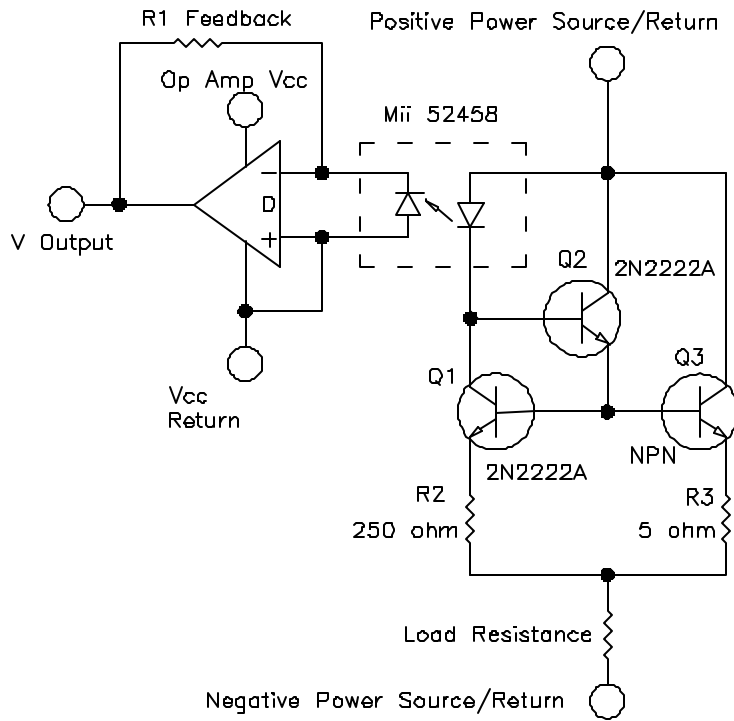 R1 Feedback
Positive Power Source/Return
Op Amp Vcc
Mii 52458
−
D
+
V Output
Q2
2N2222A
Q1
Q3
Vcc
Return
NPN
2N2222A
R2
250 ohm
R3
5 ohm
Load Resistance
Negative Power Source/Return